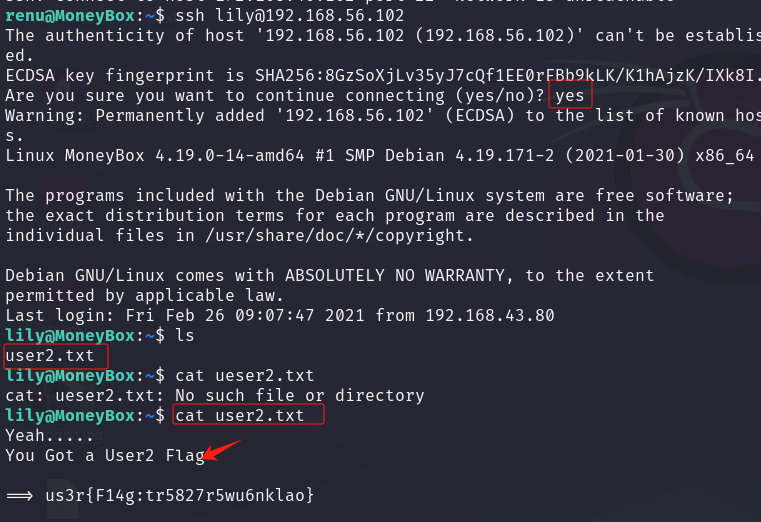 renu@MoneyBox:~$ ssh lily@192.168.56.102
The authenticity of host '192.168.56.102 (192.168.56.102)' can't be establis
ed.
ECDSA key fingerprint is SHA256:8GzSoXjLv35yJ7cQf1EE0rFBb9kLK/K1hAjzK/IXk8I.
Are you sure you want to continue connecting (yes/no)? yes
Warning: Permanently added '192.168.56.102' (ECDSA) to the list of known hos
s.
Linux MoneyBox 4.19.0-14-amd64 #1 SMP Debian 4.19.171-2 (2021-01-30) x86_64

The programs included with the Debian GNU/Linux system are free software;
the exact distribution terms for each program are described in the
individual files in /usr/share/doc/*/copyright.

Debian GNU/Linux comes with ABSOLUTELY NO WARRANTY, to the extent
permitted by applicable law.
Last login: Fri Feb 26 09:07:47 2021 from 192.168.43.80
lily@MoneyBox:~$ ls
user2.txt
lily@MoneyBox:~$ cat ueser2.txt
cat: ueser2.txt: No such file or directory
lily@MoneyBox:~$ cat user2.txt
Yeah.....
You Got a User2 Flag

==> us3r{F14g:tr5827r5wu6nklao}